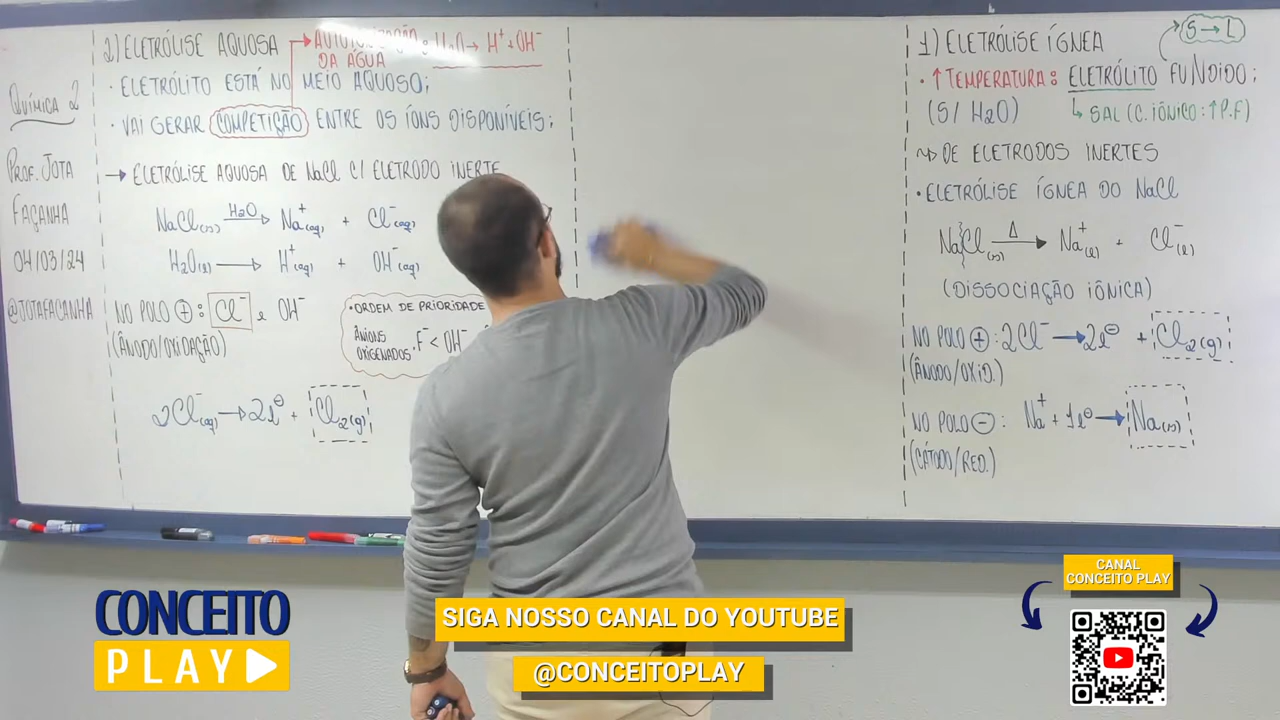 QUÍMICA 2
PROF. JOTA
FAÇANHA
04/03/24
@JOTAFAÇANHA
2) ELETRÓLISE AQUOSA → AUTOIONIZAÇÃO : H₂O → H⁺ + OH⁻
DA ÁGUA
· ELETRÓLITO ESTÁ NO MEIO AQUOSO;
· VAI GERAR COMPETIÇÃO ENTRE OS ÍONS DISPONÍVEIS;
→ ELETRÓLISE AQUOSA DE NaCl C/ ELETRODO INERTE
NaCl(s) H₂O→ Na⁺(aq) + Cl⁻(aq)
H₂O(l) → H⁺(aq) + OH⁻(aq)
NO POLO ⊕ : Cl⁻ e OH⁻
(ÂNODO/OXIDAÇÃO)
· ORDEM DE PRIORIDADE
ÂNIONS
OXIGENADOS, F⁻ < OH⁻
2Cl⁻(aq) → 2e⊖ + Cl₂(g)
1) ELETRÓLISE ÍGNEA
S → L
· ↑TEMPERATURA: ELETRÓLITO FUNDIDO;
(S/ H₂O) ↳ SAL (C. IÔNICO: ↑P.F)
↝ DE ELETRODOS INERTES
· ELETRÓLISE ÍGNEA DO NaCl
NaCl(s) Δ→ Na⁺(l) + Cl⁻(l)
(DISSOCIAÇÃO IÔNICA)
NO POLO ⊕ : 2Cl⁻ → 2e⊖ + Cl₂(g)
(ÂNODO/OXID.)
NO POLO ⊖ : Na⁺ + 1e⊖ → Na(s)
(CÁTODO/RED.)
CONCEITO
PLAY
SIGA NOSSO CANAL DO YOUTUBE
@CONCEITOPLAY
CANAL
CONCEITO PLAY